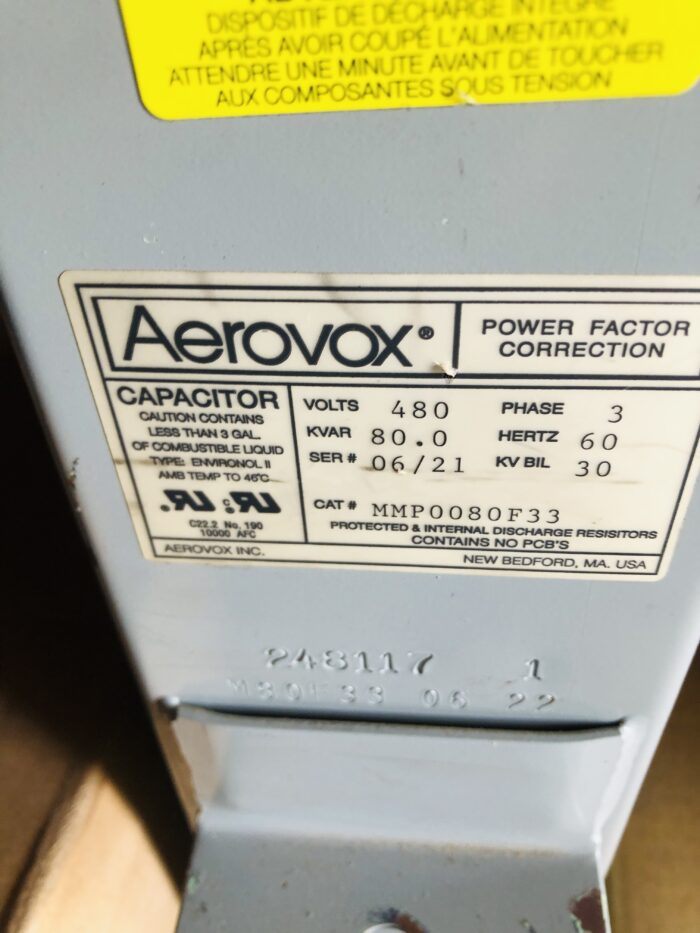 DISPOSITIF DE DÉCHARGE INTÉGRÉ
APRÈS AVOIR COUPÉ L'ALIMENTATION
ATTENDRE UNE MINUTE AVANT DE TOUCHER
AUX COMPOSANTES SOUS TENSION
Aerovox®
POWER FACTOR
CORRECTION
CAPACITOR
CAUTION CONTAINS
LESS THAN 3 GAL.
OF COMBUSTIBLE LIQUID
TYPE: ENVIRONOL II
AMB TEMP TO 46°C
C22.2 No. 190
10000 AFC
VOLTS 480 PHASE 3
KVAR 80.0 HERTZ 60
SER # 06/21 KV BIL 30
CAT # MMP0080F33
PROTECTED & INTERNAL DISCHARGE RESISITORS
CONTAINS NO PCB'S
AEROVOX INC. NEW BEDFORD, MA. USA
248117 1
33 06 22